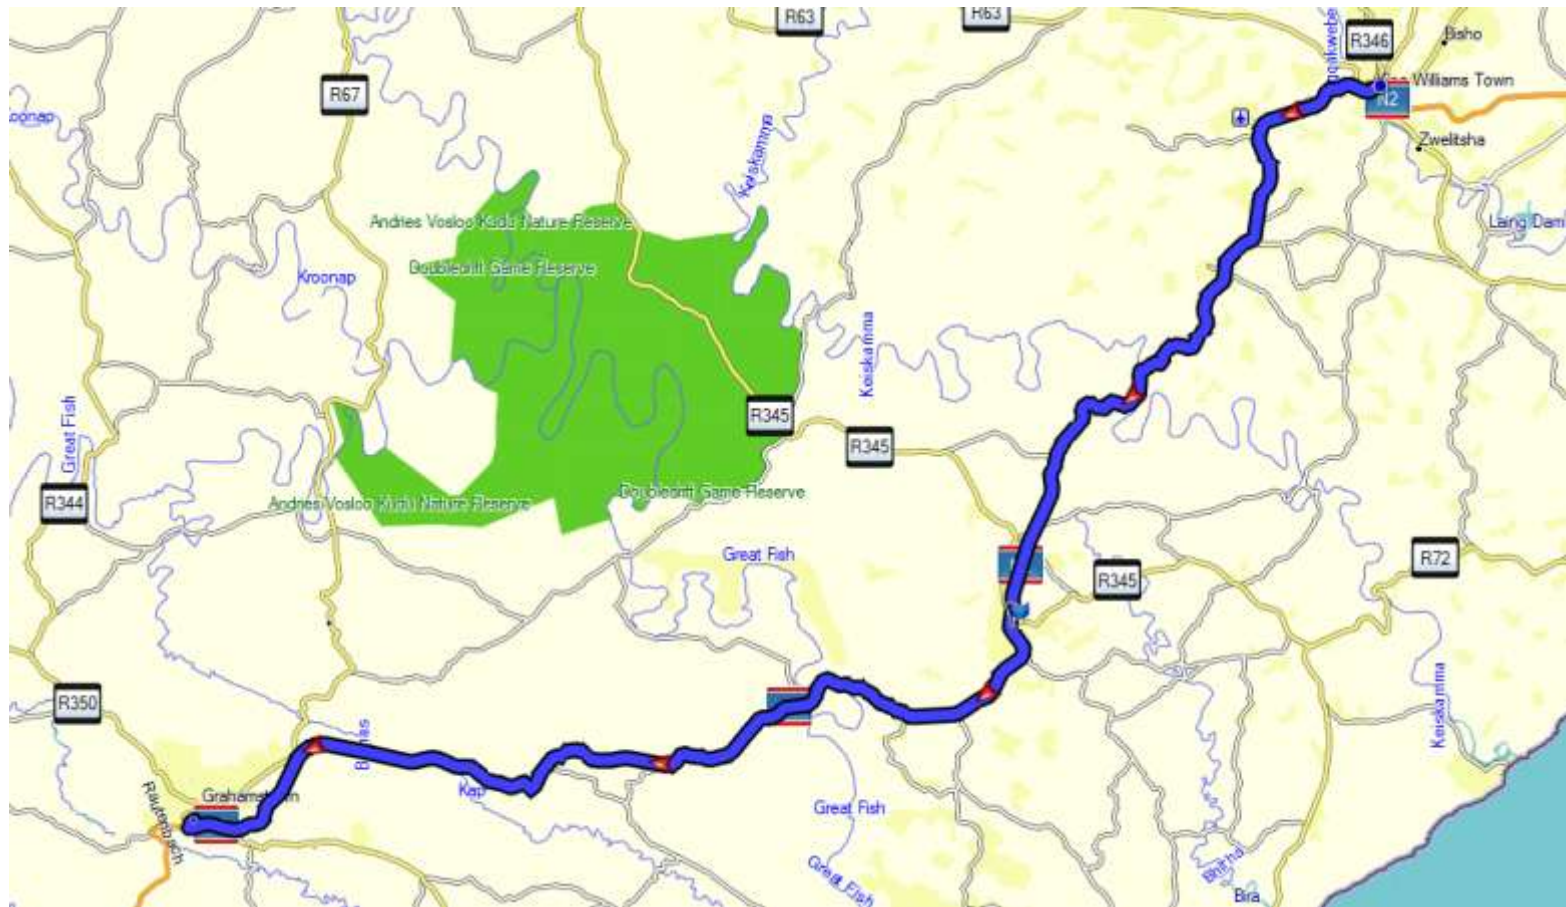 R63
R63
R346
Bisho
Williams Town
N2
R67
Zwelitsha
Keiskamma
Andries Vosloo Kudu Nature Reserve
Laing Dam
Doubledrift Game Reserve
Kroonap
Keiskamma
Great Fish
R345
R345
R344
Andries Vosloo Kudu Nature Reserve
Doubledrift Game Reserve
Great Fish
R345
R72
R350
Keiskamma
Kap
Grahamstown
Great Fish
Great Fish
Bira